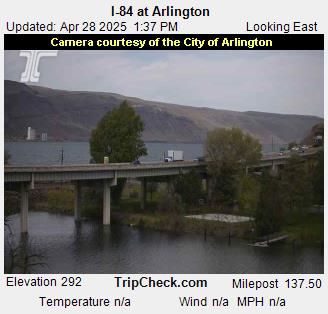 I-84 at Arlington
Updated: Apr 28 2025 1:37 PM Looking East
Camera courtesy of the City of Arlington
Elevation 292 TripCheck.com Milepost 137.50
Temperature n/a Wind n/a MPH n/a